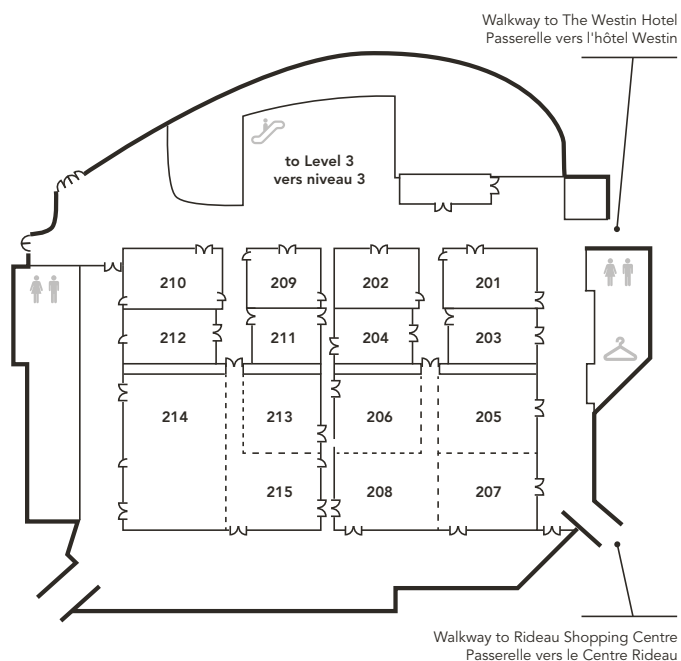 Walkway to The Westin Hotel
Passerelle vers l'hôtel Westin
to Level 3
vers niveau 3
210
209
202
201
212
211
204
203
214
213
206
205
215
208
207
Walkway to Rideau Shopping Centre
Passerelle vers le Centre Rideau